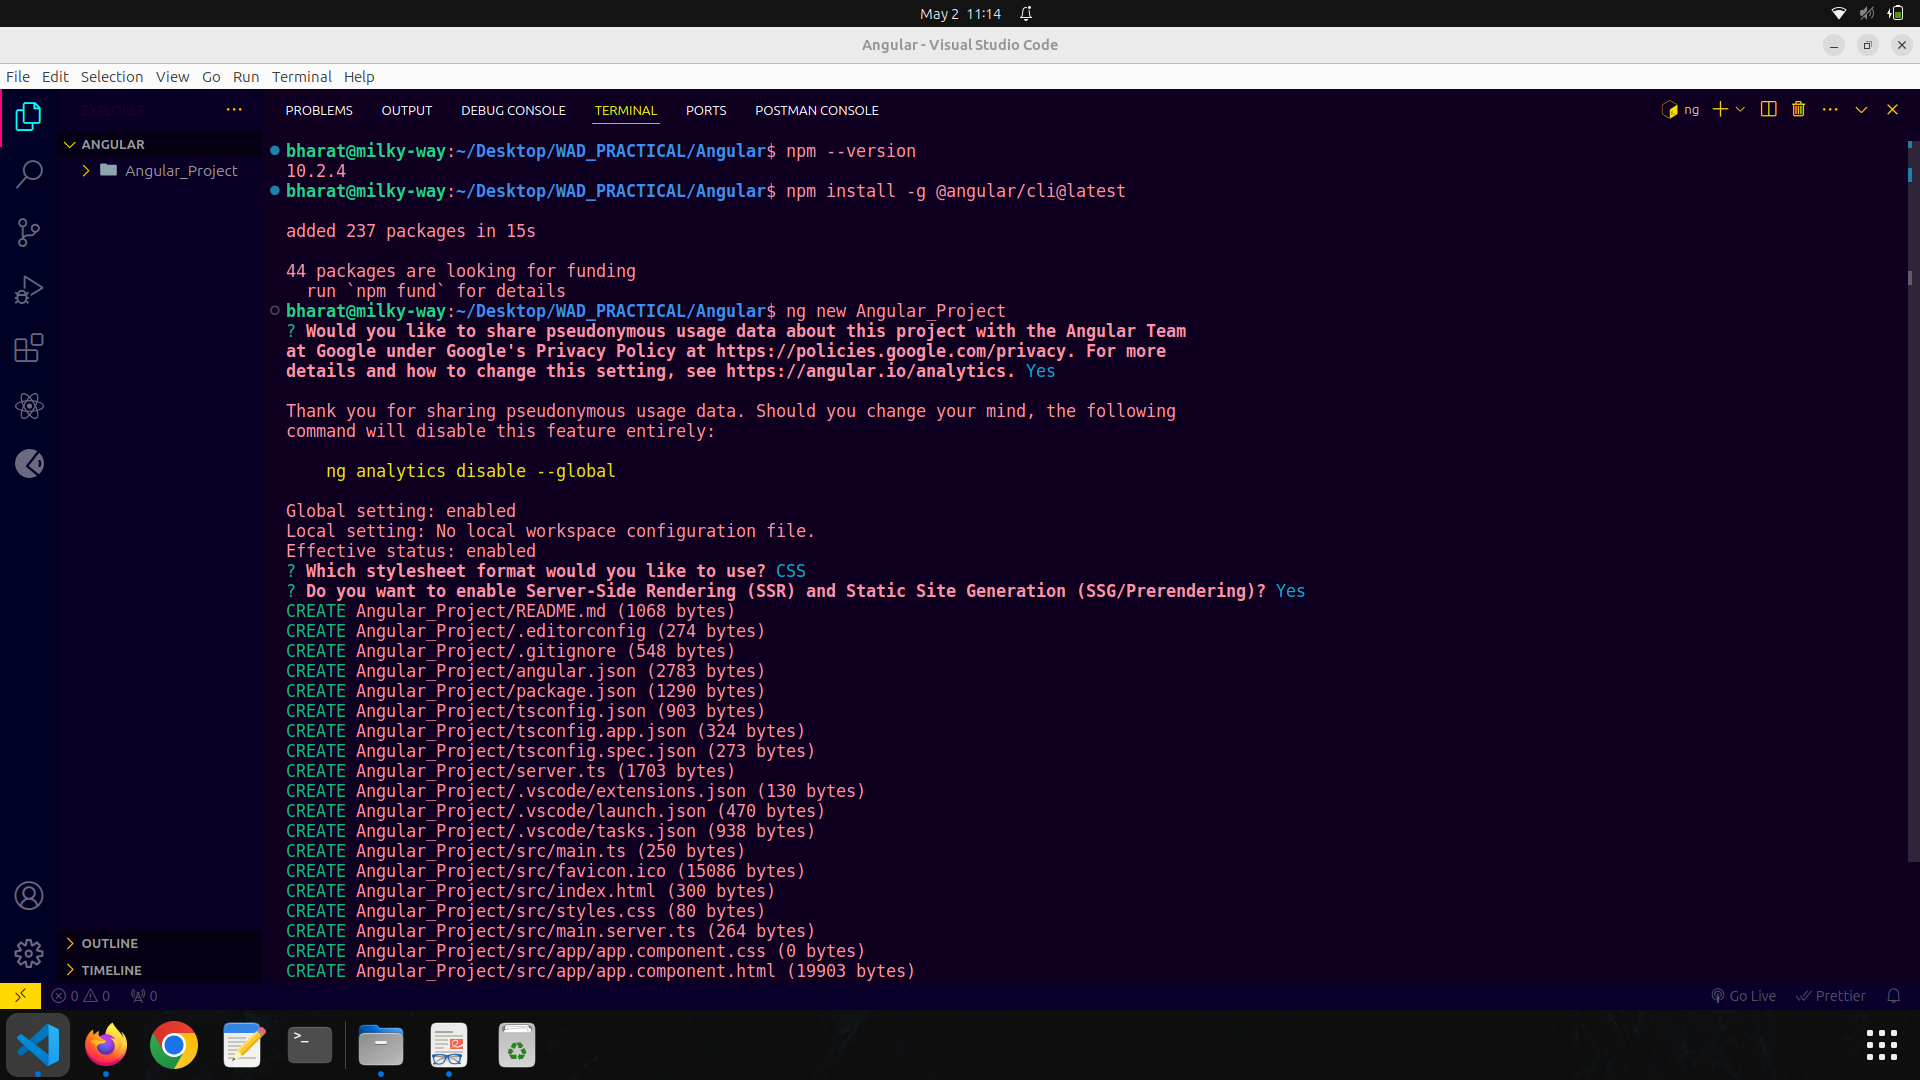 May 2 11:14
Angular - Visual Studio Code
File Edit Selection View Go Run Terminal Help
EXPLORER
PROBLEMS OUTPUT DEBUG CONSOLE TERMINAL PORTS POSTMAN CONSOLE
ng
ANGULAR
Angular_Project
bharat@milky-way:~/Desktop/WAD_PRACTICAL/Angular$ npm --version
10.2.4
bharat@milky-way:~/Desktop/WAD_PRACTICAL/Angular$ npm install -g @angular/cli@latest
added 237 packages in 15s
44 packages are looking for funding
run `npm fund` for details
bharat@milky-way:~/Desktop/WAD_PRACTICAL/Angular$ ng new Angular_Project
? Would you like to share pseudonymous usage data about this project with the Angular Team
at Google under Google's Privacy Policy at https://policies.google.com/privacy. For more
details and how to change this setting, see https://angular.io/analytics. Yes
Thank you for sharing pseudonymous usage data. Should you change your mind, the following
command will disable this feature entirely:
ng analytics disable --global
Global setting: enabled
Local setting: No local workspace configuration file.
Effective status: enabled
? Which stylesheet format would you like to use? CSS
? Do you want to enable Server-Side Rendering (SSR) and Static Site Generation (SSG/Prerendering)? Yes
CREATE Angular_Project/README.md (1068 bytes)
CREATE Angular_Project/.editorconfig (274 bytes)
CREATE Angular_Project/.gitignore (548 bytes)
CREATE Angular_Project/angular.json (2783 bytes)
CREATE Angular_Project/package.json (1290 bytes)
CREATE Angular_Project/tsconfig.json (903 bytes)
CREATE Angular_Project/tsconfig.app.json (324 bytes)
CREATE Angular_Project/tsconfig.spec.json (273 bytes)
CREATE Angular_Project/server.ts (1703 bytes)
CREATE Angular_Project/.vscode/extensions.json (130 bytes)
CREATE Angular_Project/.vscode/launch.json (470 bytes)
CREATE Angular_Project/.vscode/tasks.json (938 bytes)
CREATE Angular_Project/src/main.ts (250 bytes)
CREATE Angular_Project/src/favicon.ico (15086 bytes)
CREATE Angular_Project/src/index.html (300 bytes)
CREATE Angular_Project/src/styles.css (80 bytes)
CREATE Angular_Project/src/main.server.ts (264 bytes)
CREATE Angular_Project/src/app/app.component.css (0 bytes)
CREATE Angular_Project/src/app/app.component.html (19903 bytes)
OUTLINE
TIMELINE
0 0 0
Go Live Prettier